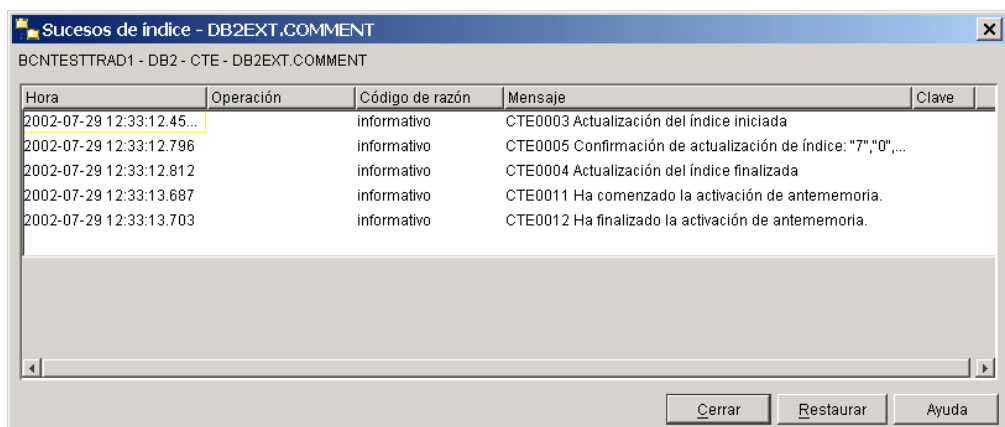 Sucesos de índice - DB2EXT.COMMENT
BCNTESTTRAD1 - DB2 - CTE - DB2EXT.COMMENT
Hora Operación Código de razón Mensaje Clave
2002-07-29 12:33:12.45... informativo CTE0003 Actualización del índice iniciada
2002-07-29 12:33:12.796 informativo CTE0005 Confirmación de actualización de índice: "7","0",...
2002-07-29 12:33:12.812 informativo CTE0004 Actualización del índice finalizada
2002-07-29 12:33:13.687 informativo CTE0011 Ha comenzado la activación de antememoria.
2002-07-29 12:33:13.703 informativo CTE0012 Ha finalizado la activación de antememoria.
Cerrar Restaurar Ayuda